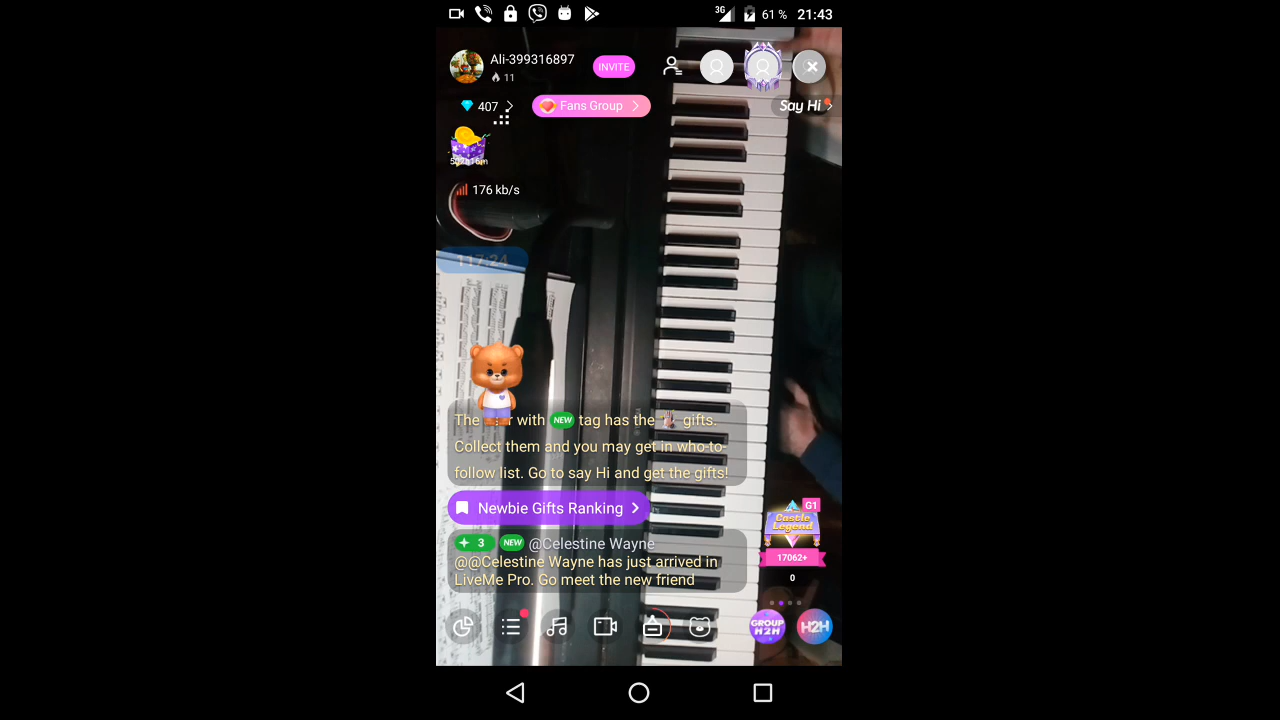 3G 61 % 21:43
Ali-399316897
11
INVITE
407
Fans Group
Say Hi
176 kb/s
117:24
The with NEW tag has the gifts.
Collect them and you may get in who-to-
follow list. Go to say Hi and get the gifts!
Newbie Gifts Ranking
3 NEW @Celestine Wayne
@@Celestine Wayne has just arrived in
LiveMe Pro. Go meet the new friend
G1
Castle
Legend
17062+
0
GROUP
H2H
H2H